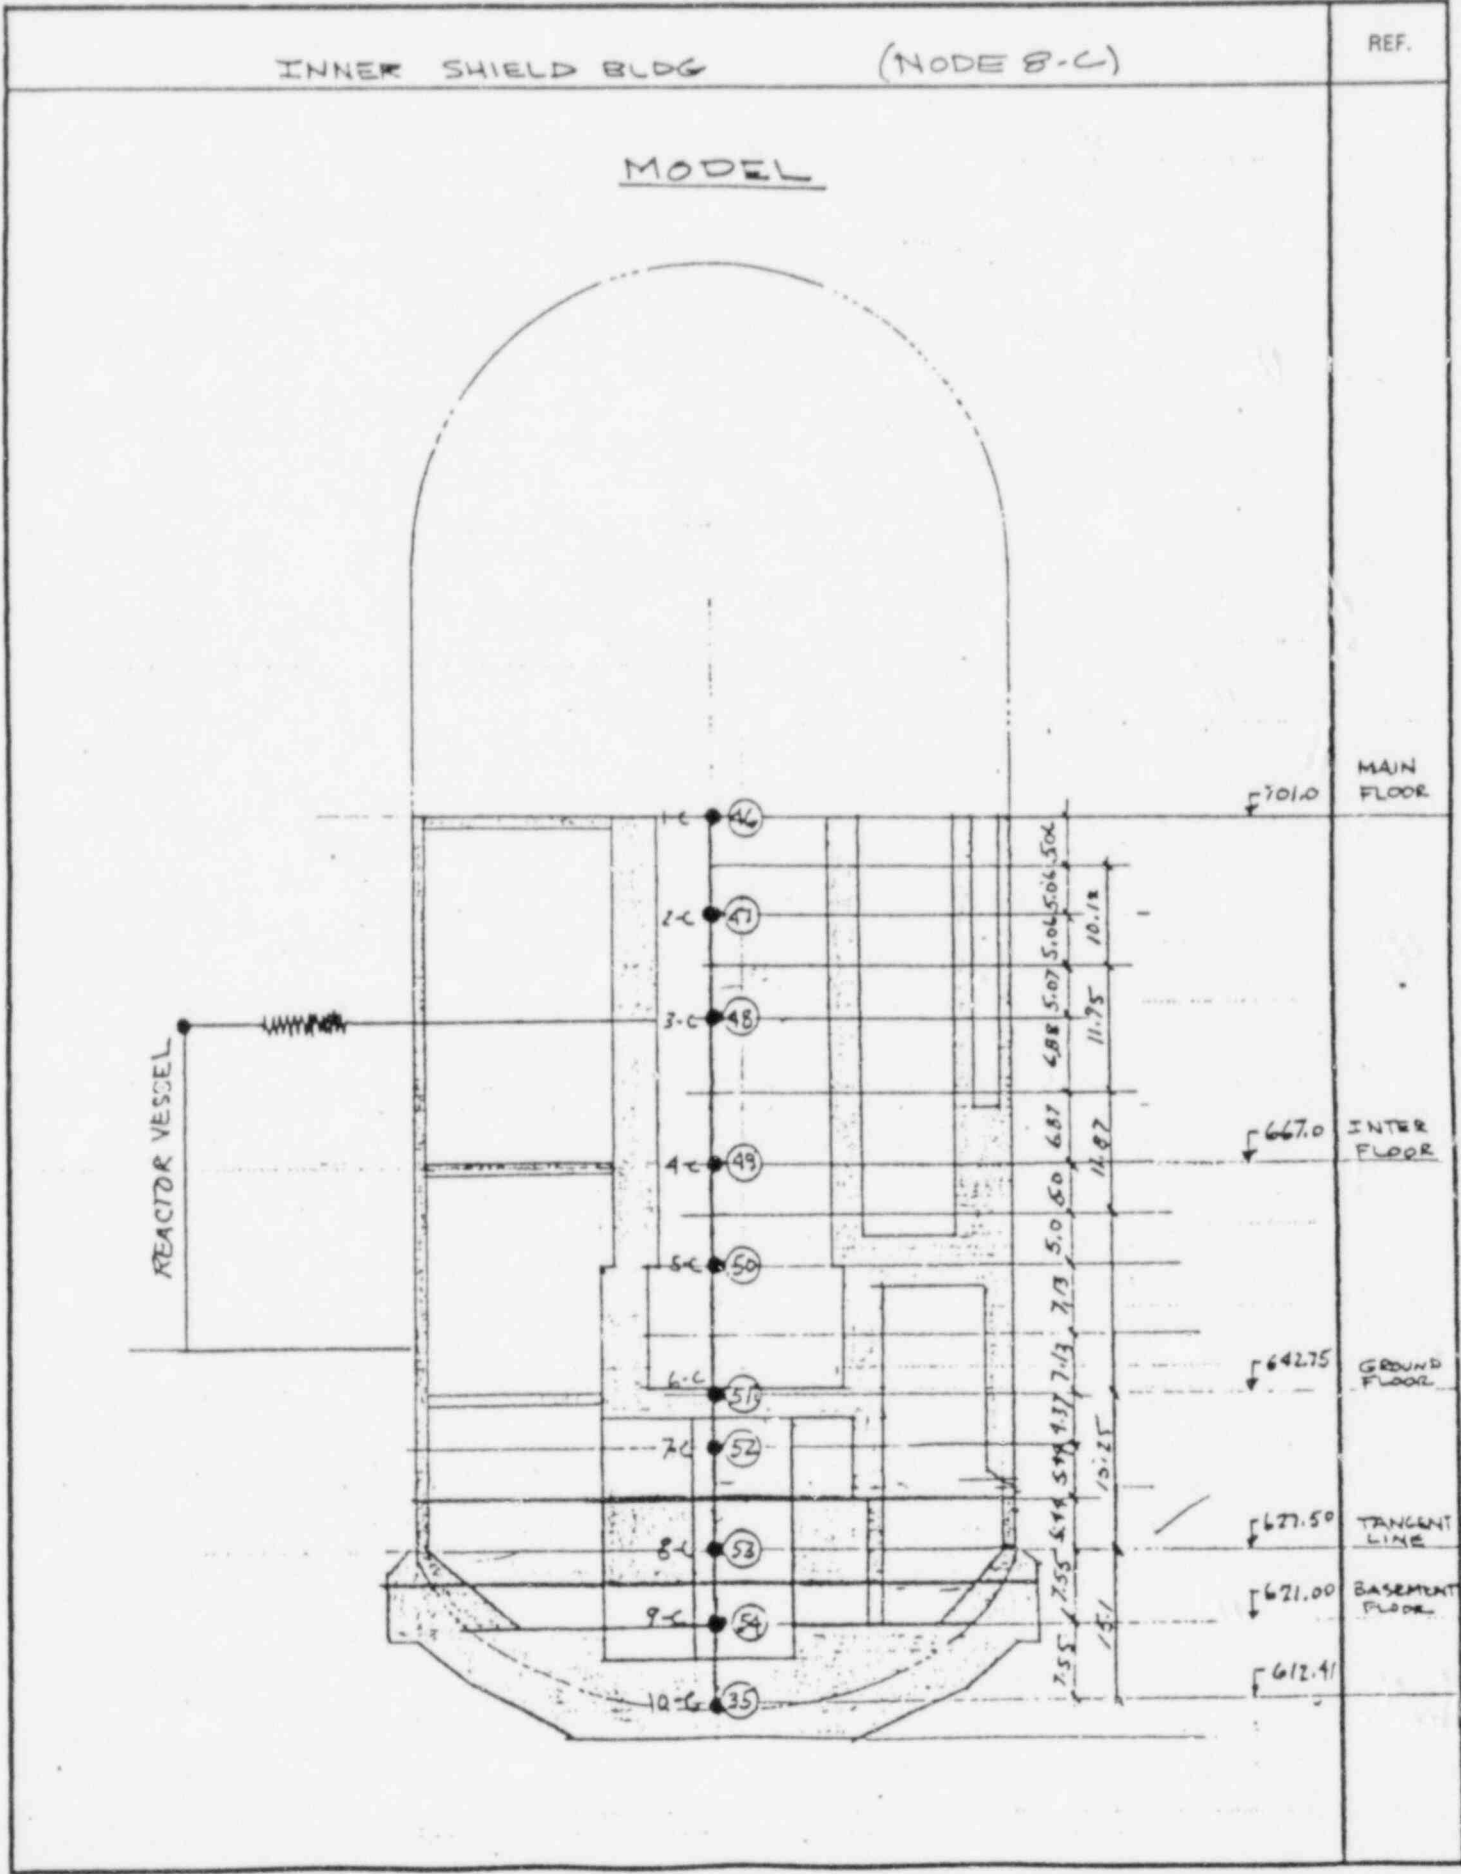 INNER SHIELD BLDG (NODE 8-C)
REF.
MODEL
MAIN
FLOOR
701.0
1-C 46
5.06
5.06
2-C 47
5.06
10.12
5.07
3-C 48
11.95
6.88
REACTOR VESSEL
6.87
667.0
INTER
FLOOR
4-C 49
5.0
5.0
5-C 50
7.13
7.13
642.75
GROUND
FLOOR
6-C 51
4.37
7-C 52
15.25
627.50
TANGENT
LINE
8-C 53
7.55
621.00
BASEMENT
FLOOR
9-C 54
15.1
7.55
612.41
10-C 35